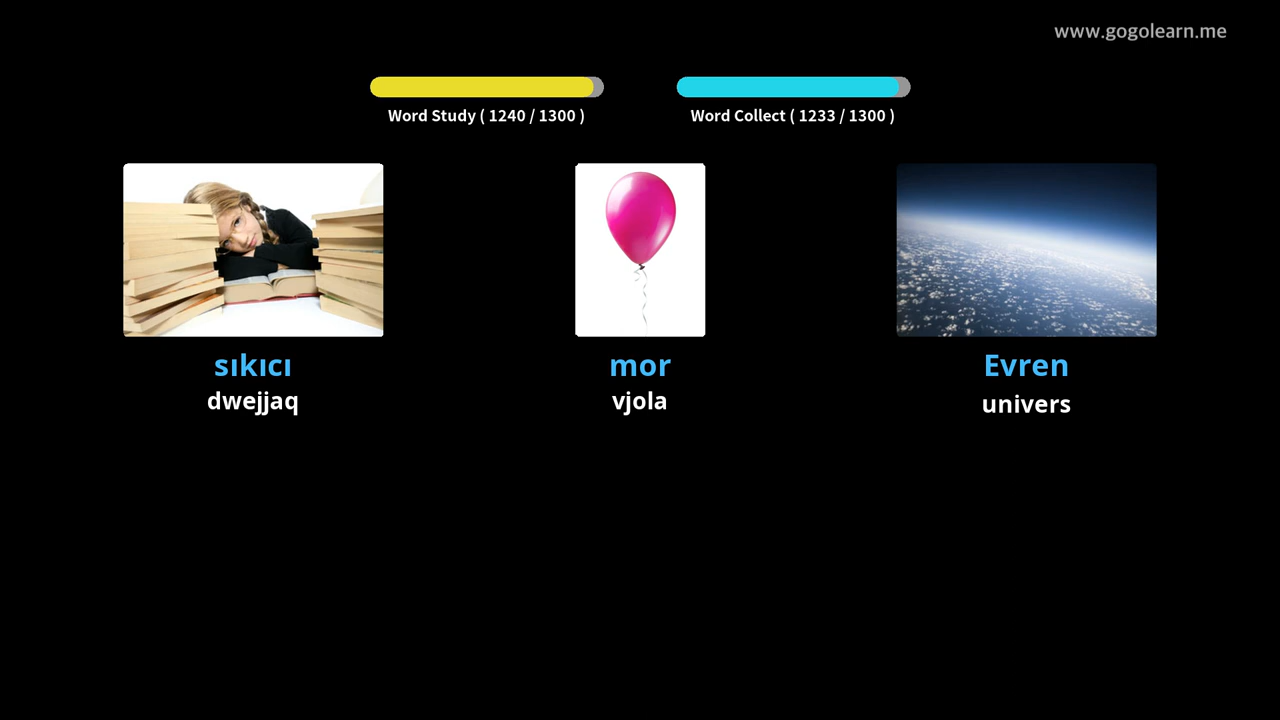 www.gogolearn.me
Word Study ( 1240 / 1300 )
Word Collect ( 1233 / 1300 )
sıkıcı
dwejjaq
mor
vjola
Evren
univers